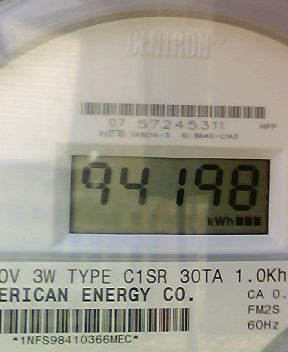 CENTRON®
07 57245311 HPP
94198
kWh
0V 3W TYPE C1SR 30TA 1.0Kh
ERICAN ENERGY CO.
CA 0.
FM2S
60Hz
*1NFS98410366MEC*